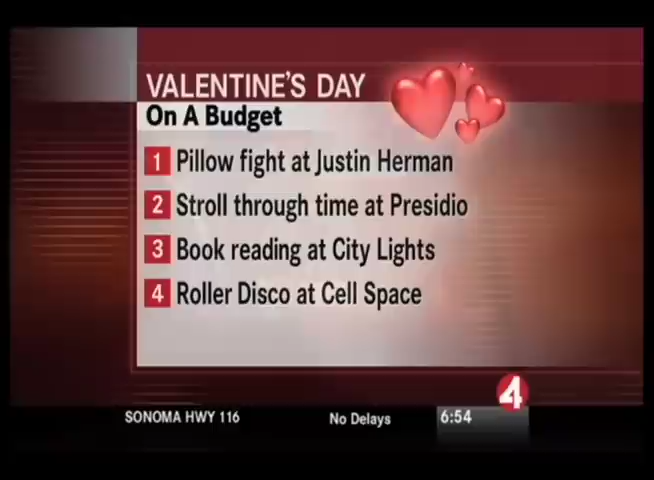 VALENTINE'S DAY
On A Budget
1 Pillow fight at Justin Herman
2 Stroll through time at Presidio
3 Book reading at City Lights
4 Roller Disco at Cell Space
4
SONOMA HWY 116 No Delays 6:54